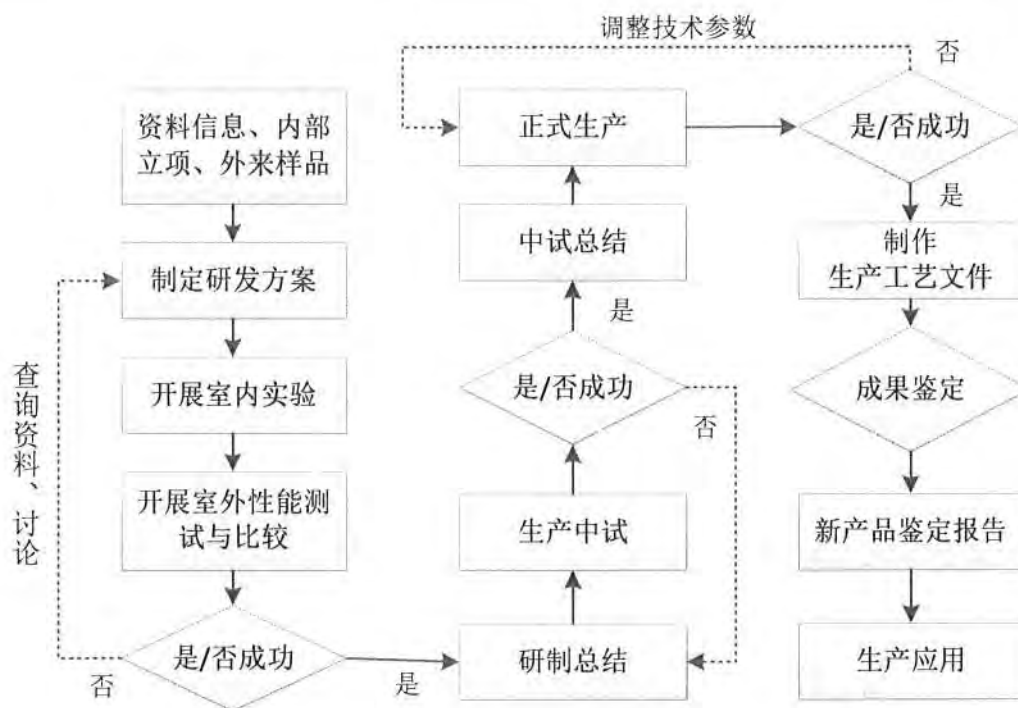 资料信息、内部
立项、外来样品
制定研发方案
开展室内实验
开展室外性能测
试与比较
是/否成功
否
查询资料、讨论
是
研制总结
生产中试
是/否成功
否
是
中试总结
正式生产
调整技术参数
否
是/否成功
是
制作
生产工艺文件
成果鉴定
新产品鉴定报告
生产应用